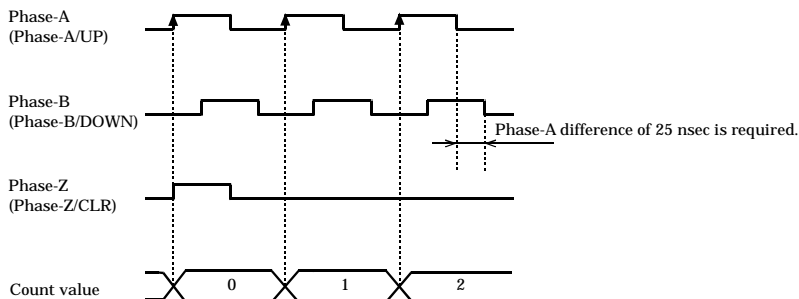 Phase-A
(Phase-A/UP)
Phase-B
(Phase-B/DOWN)
Phase-A difference of 25 nsec is required.
Phase-Z
(Phase-Z/CLR)
Count value
0
1
2